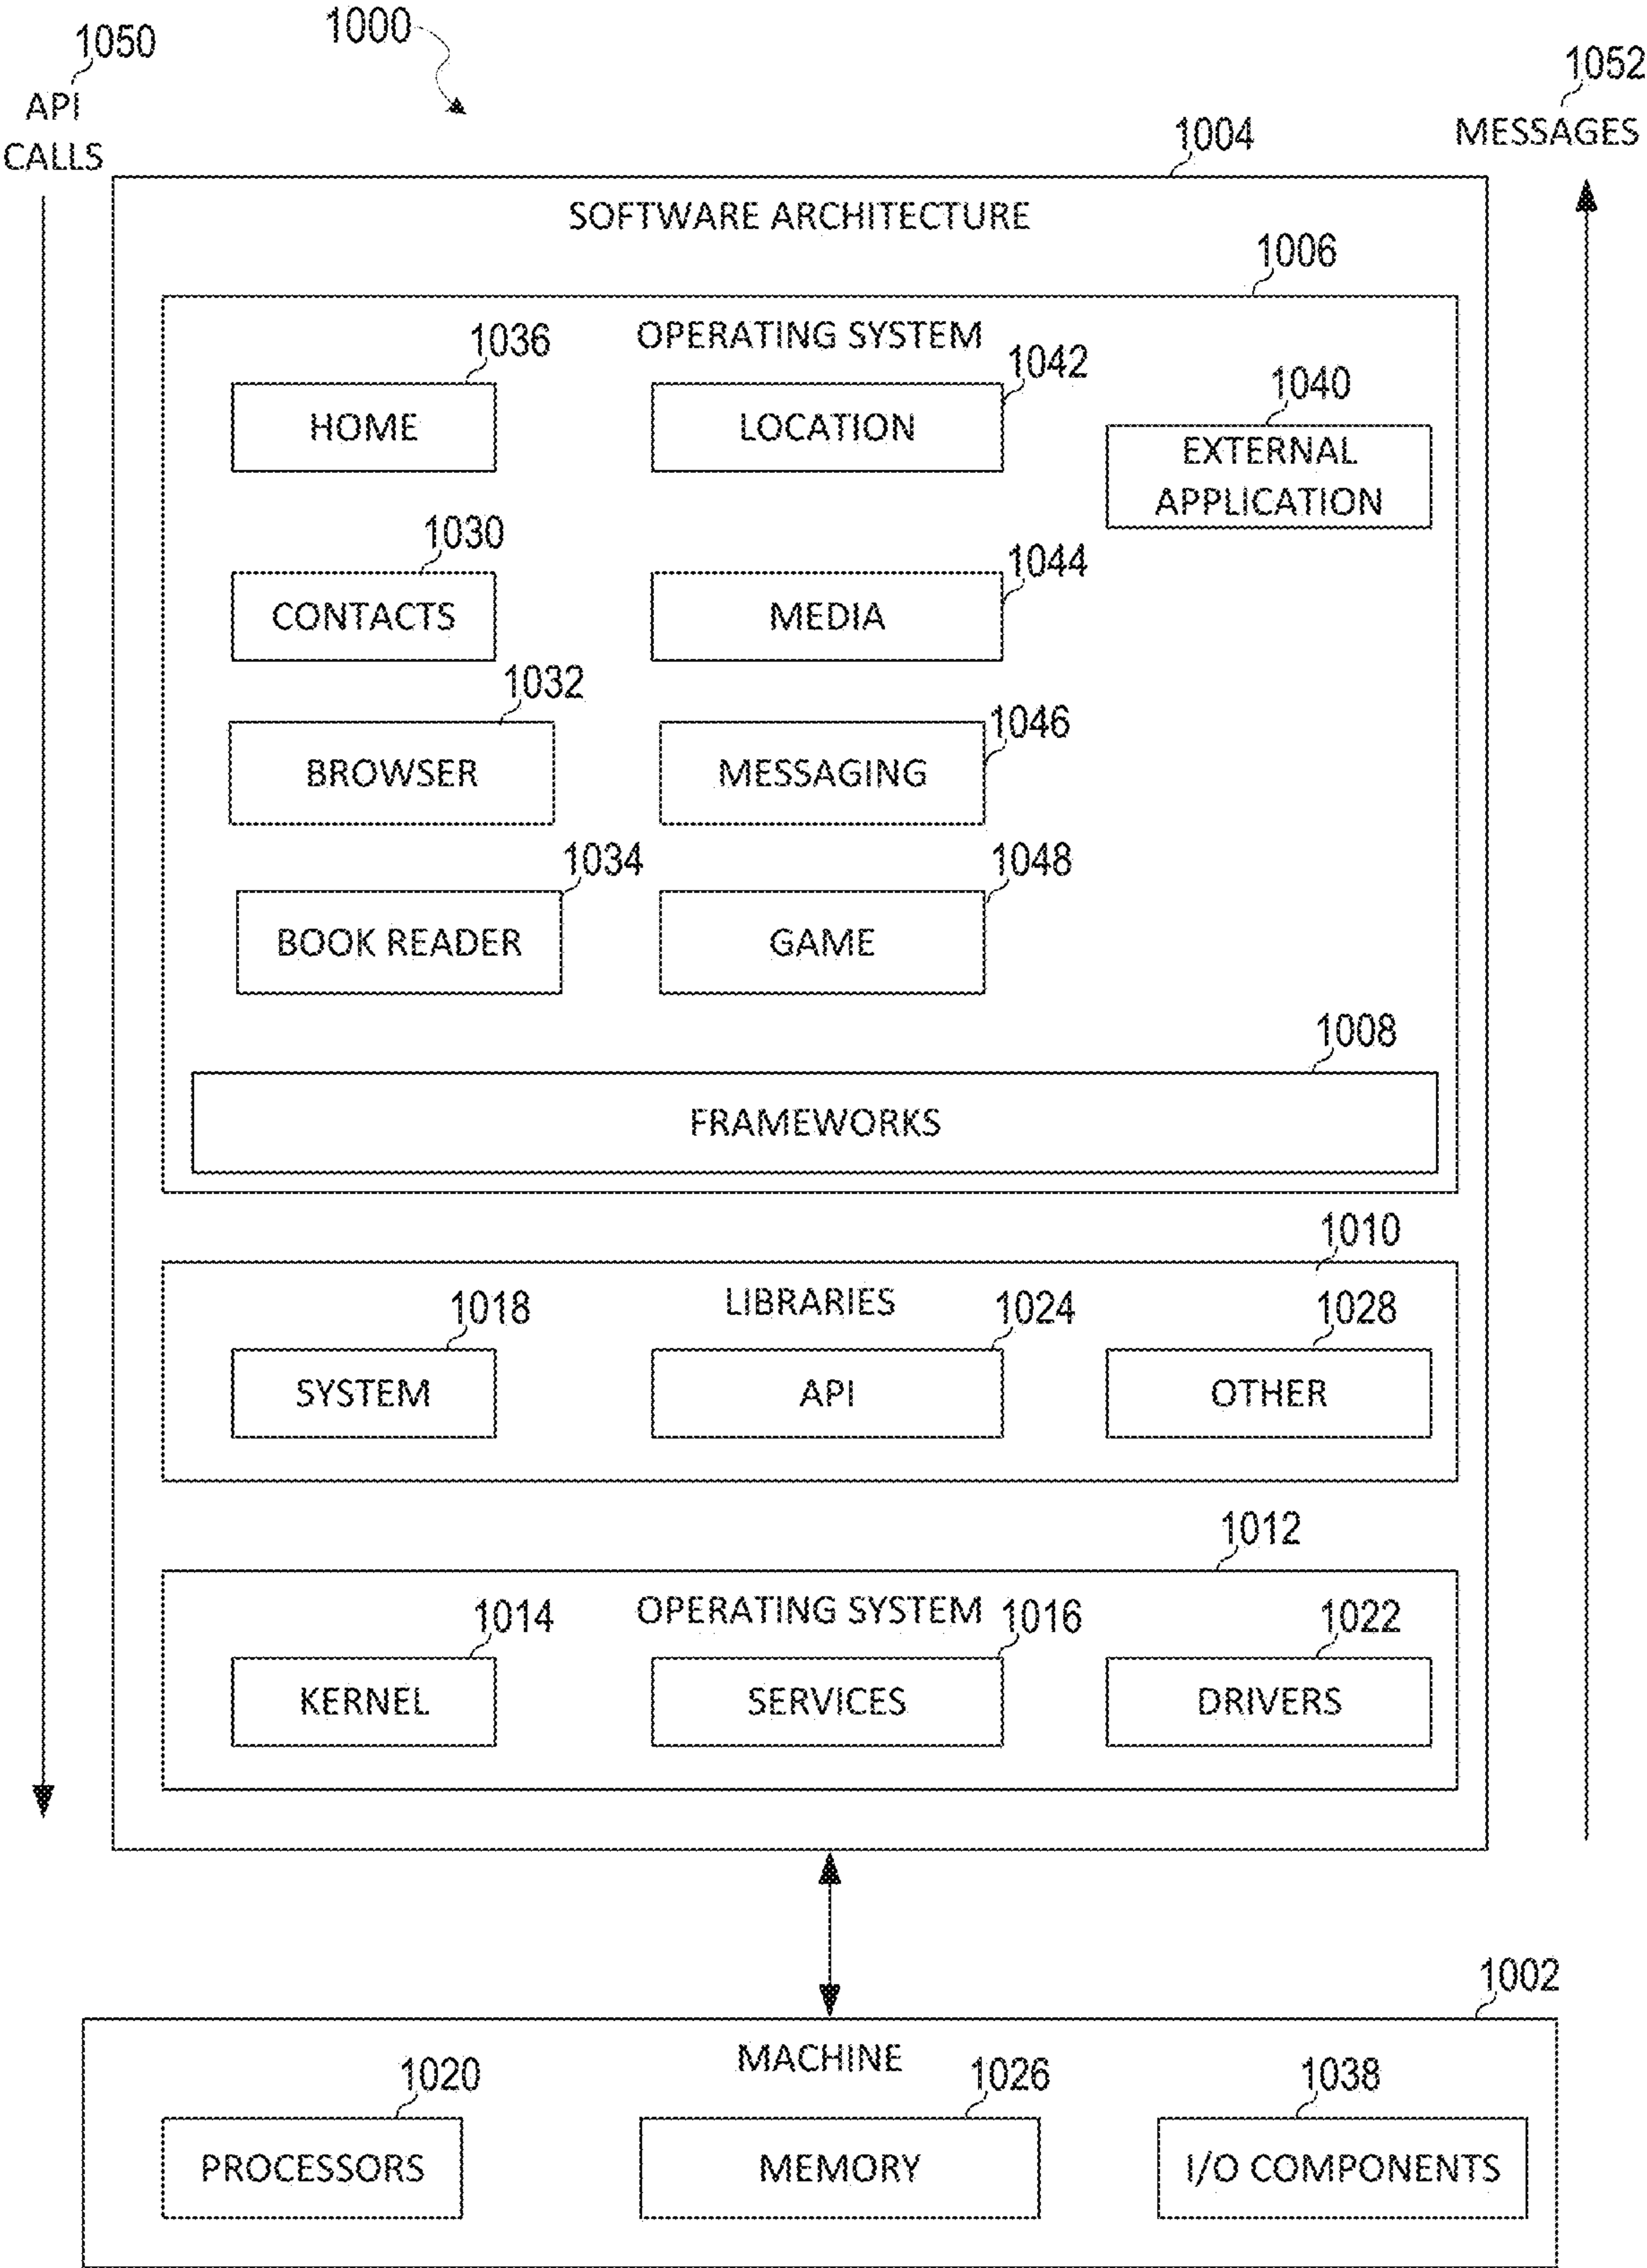 1050
1000
1052
API
CALLS
MESSAGES
1004
SOFTWARE ARCHITECTURE
1006
OPERATING SYSTEM
1036
HOME
1042
LOCATION
1040
EXTERNAL
APPLICATION
1030
CONTACTS
1044
MEDIA
1032
BROWSER
1046
MESSAGING
1034
BOOK READER
1048
GAME
1008
FRAMEWORKS
1010
LIBRARIES
1018
SYSTEM
1024
API
1028
OTHER
1012
OPERATING SYSTEM
1014
KERNEL
1016
SERVICES
1022
DRIVERS
1002
MACHINE
1020
PROCESSORS
1026
MEMORY
1038
I/O COMPONENTS